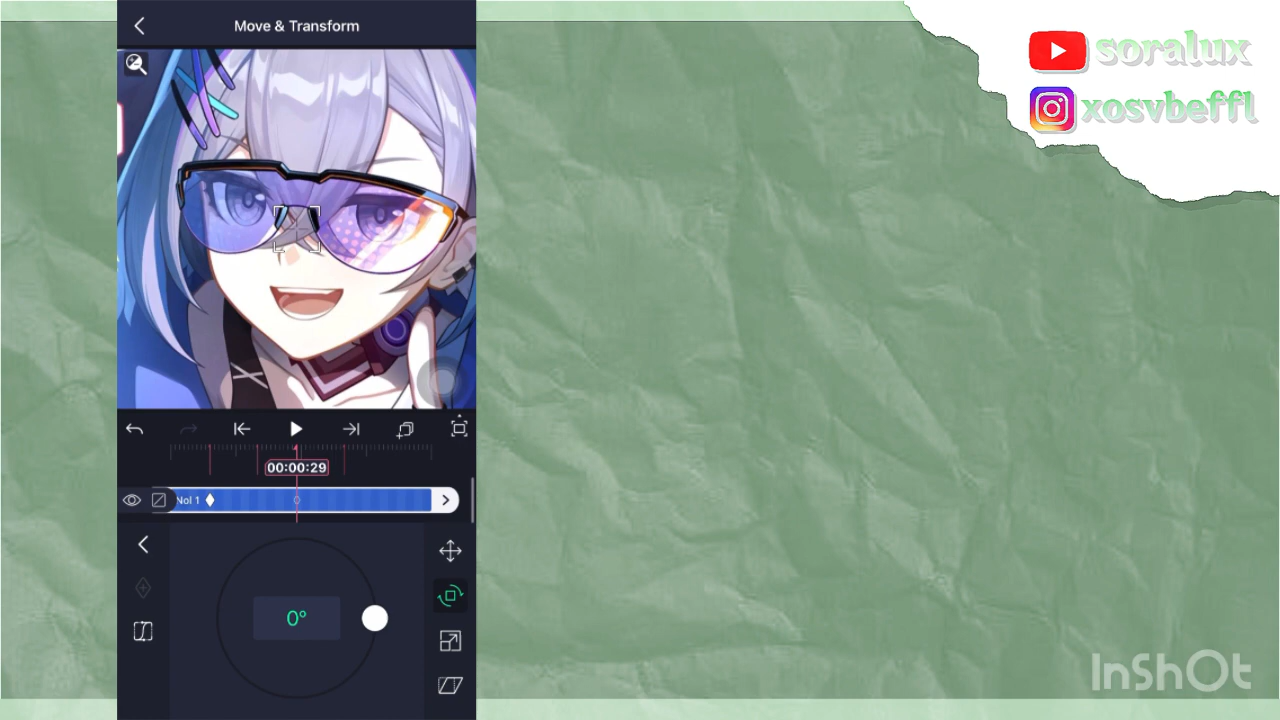 Move & Transform
soralux
xosvbeffl
00:00:29
Nol 1
0°
InShOt